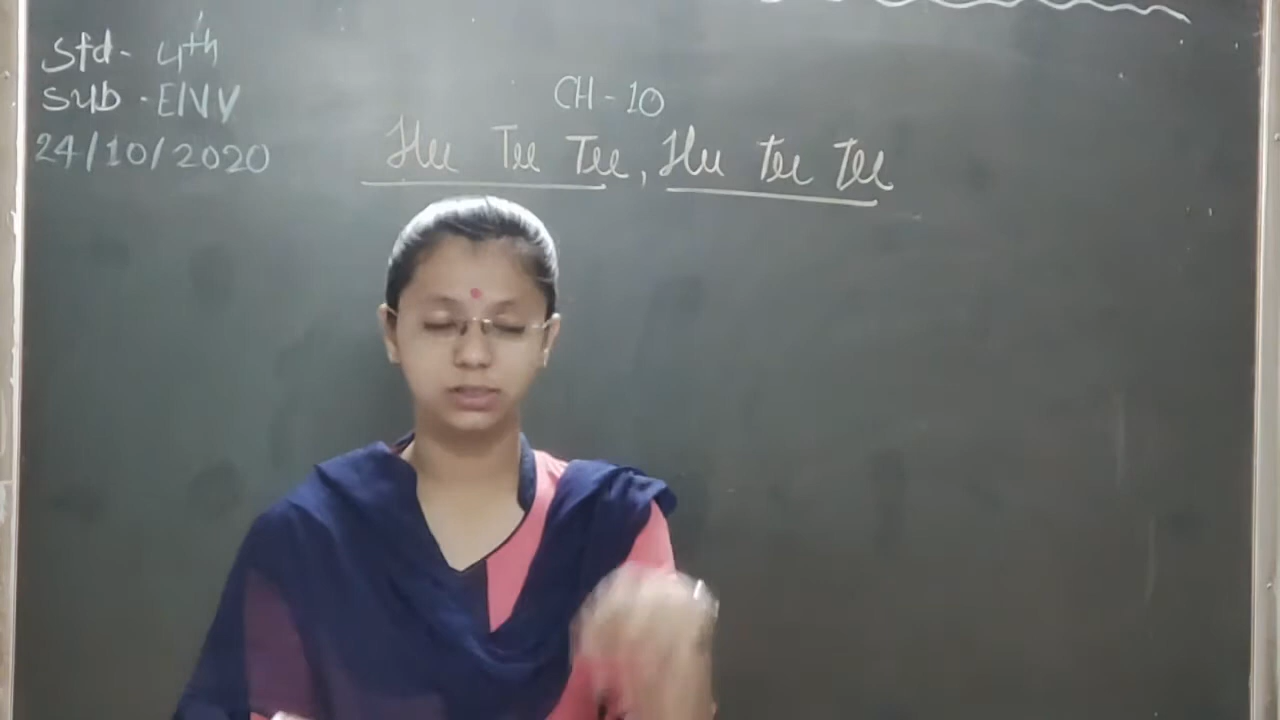 Std- 4th
Sub - ENV
24/10/2020
CH-10
Hu Tu Tu, Hu tu tu